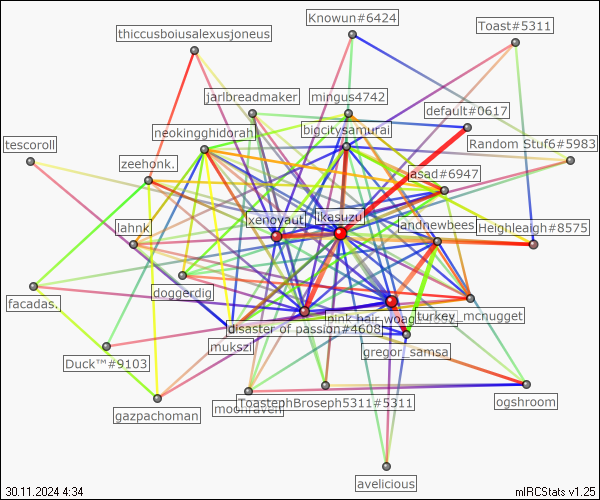 Knowun#6424
Toast#5311
thiccusboiusalexusjoneus
jarlbreadmaker
mingus4742
default#0617
neokingghidorah
bigcitysamurai
tescoroll
Random Stuf6#5983
zeehonk.
asad#6947
lahnk
xenoyaut
ikasuzu
andnewbees
Heighleagh#8575
doggerdig
facadas.
disaster of passion#4608
pink hair woag
turkey_mcnugget
mukszi
gregor_samsa
Duck™#9103
gazpachoman
moonraven
ToastephBroseph5311#5311
ogshroom
avelicious
30.11.2024 4:34
mIRCStats v1.25